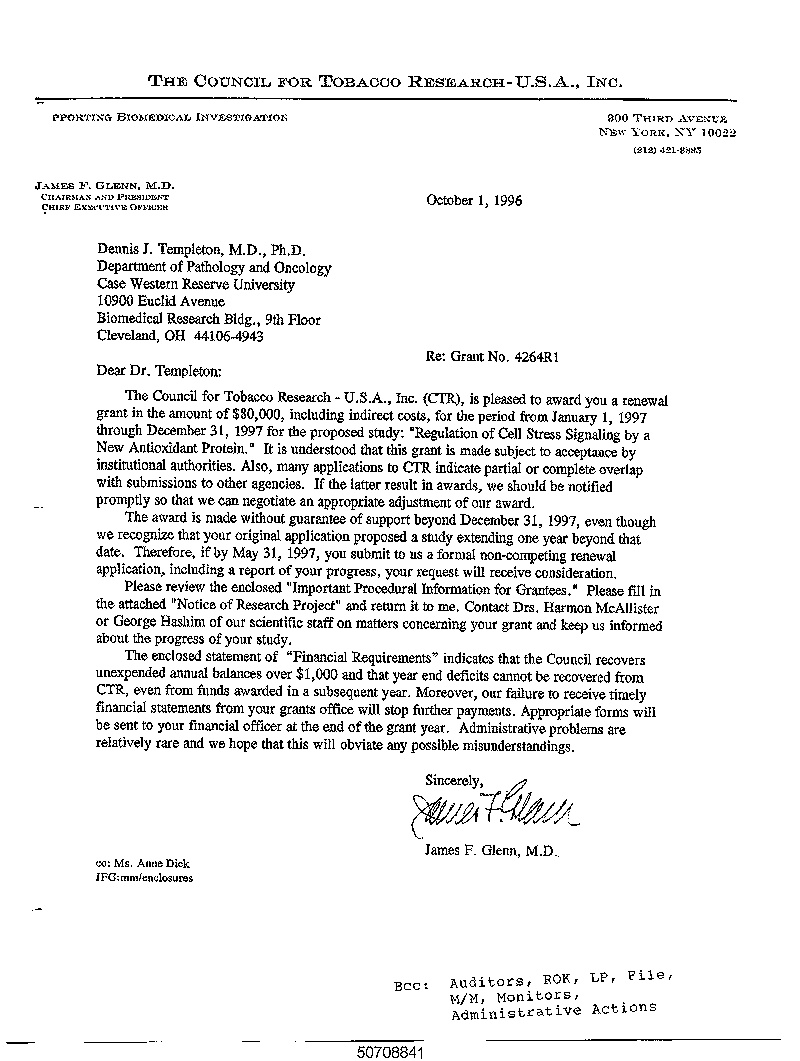 THE COUNCIL FOR TOBACCO RESEARCH-U.S.A., INC.
PPORTING BIOMEDICAL INVESTIGATION
900 THIRD AVENUE
NEW YORK, NY 10022
(212) 421-8885
JAMES F. GLENN, M.D.
CHAIRMAN AND PRESIDENT
CHIEF EXECUTIVE OFFICER
October 1, 1996
Dennis J. Templeton, M.D., Ph.D.
Department of Pathology and Oncology
Case Western Reserve University
10900 Euclid Avenue
Biomedical Research Bldg., 9th Floor
Cleveland, OH 44106-4943
Re: Grant No. 4264R1
Dear Dr. Templeton:
The Council for Tobacco Research - U.S.A., Inc. (CTR), is pleased to award you a renewal
grant in the amount of $80,000, including indirect costs, for the period from January 1, 1997
through December 31, 1997 for the proposed study: "Regulation of Cell Stress Signaling by a
New Antioxidant Protein." It is understood that this grant is made subject to acceptance by
institutional authorities. Also, many applications to CTR indicate partial or complete overlap
with submissions to other agencies. If the latter result in awards, we should be notified
promptly so that we can negotiate an appropriate adjustment of our award.
The award is made without guarantee of support beyond December 31, 1997, even though
we recognize that your original application proposed a study extending one year beyond that
date. Therefore, if by May 31, 1997, you submit to us a formal non-competing renewal
application, including a report of your progress, your request will receive consideration.
Please review the enclosed "Important Procedural Information for Grantees." Please fill in
the attached "Notice of Research Project" and return it to me. Contact Drs. Harmon McAllister
or George Hashim of our scientific staff on matters concerning your grant and keep us informed
about the progress of your study.
The enclosed statement of "Financial Requirements" indicates that the Council recovers
unexpended annual balances over $1,000 and that year end deficits cannot be recovered from
CTR, even from funds awarded in a subsequent year. Moreover, our failure to receive timely
financial statements from your grants office will stop further payments. Appropriate forms will
be sent to your financial officer at the end of the grant year. Administrative problems are
relatively rare and we hope that this will obviate any possible misunderstandings.
Sincerely,
James F. Glenn
James F. Glenn, M.D.
cc: Ms. Anne Dick
JFG:mm/enclosures
Bcc: Auditors, ROK, LP, File,
M/M, Monitors,
Administrative Actions
50708841